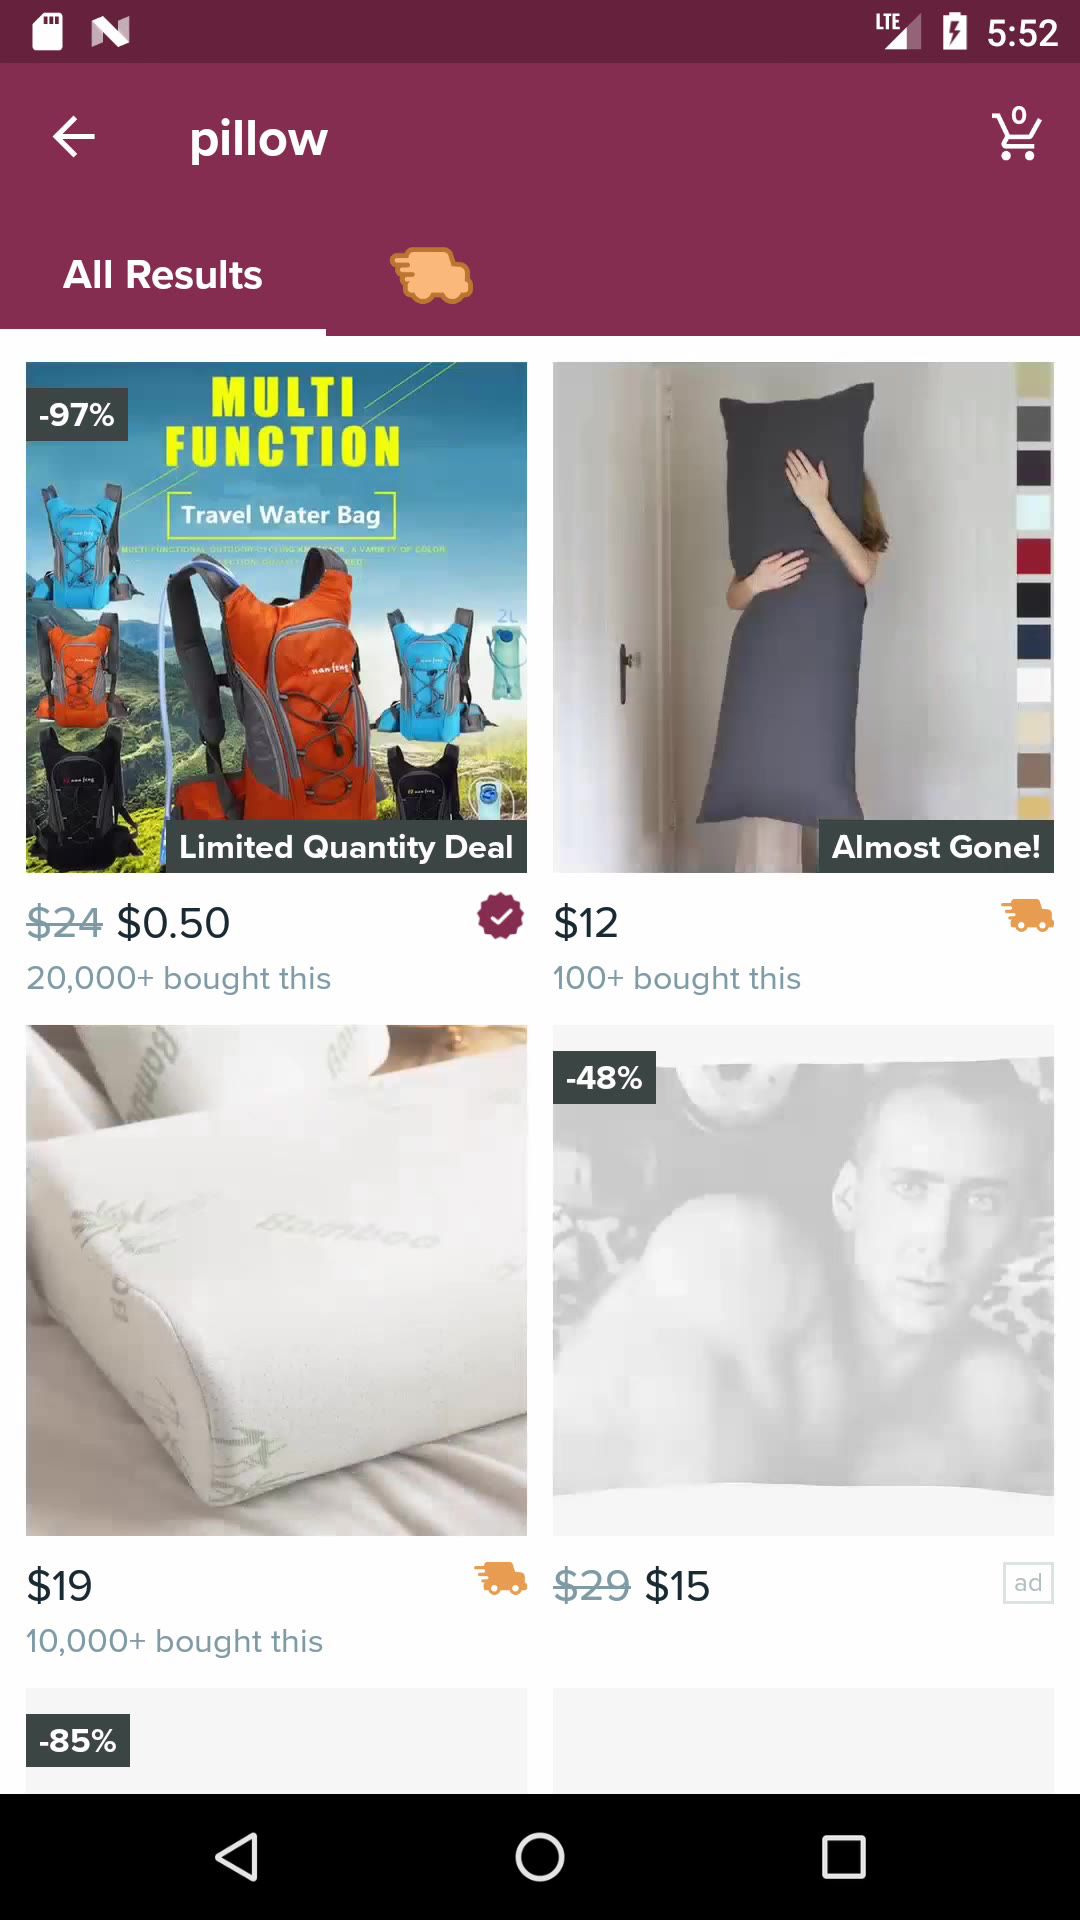 LTE 5:52
pillow
0
All Results
-97%
MULTI
FUNCTION
Travel Water Bag
2L
Limited Quantity Deal
Almost Gone!
$24 $0.50
20,000+ bought this
$12
100+ bought this
Bamboo
-48%
$19
10,000+ bought this
$29 $15
ad
-85%